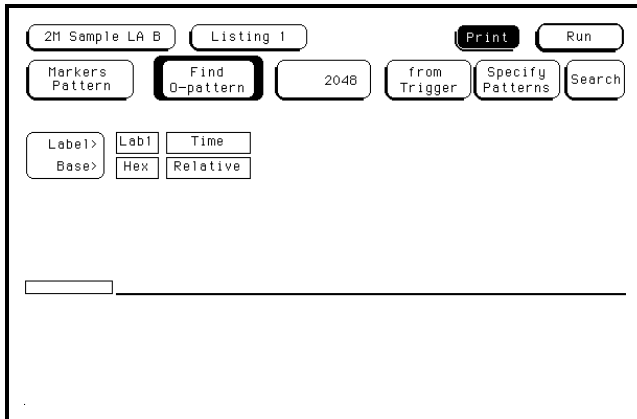 2M Sample LA B Listing 1 Print Run
Markers Pattern Find O-pattern 2048 from Trigger Specify Patterns Search
Label> Lab1 Time
Base> Hex Relative